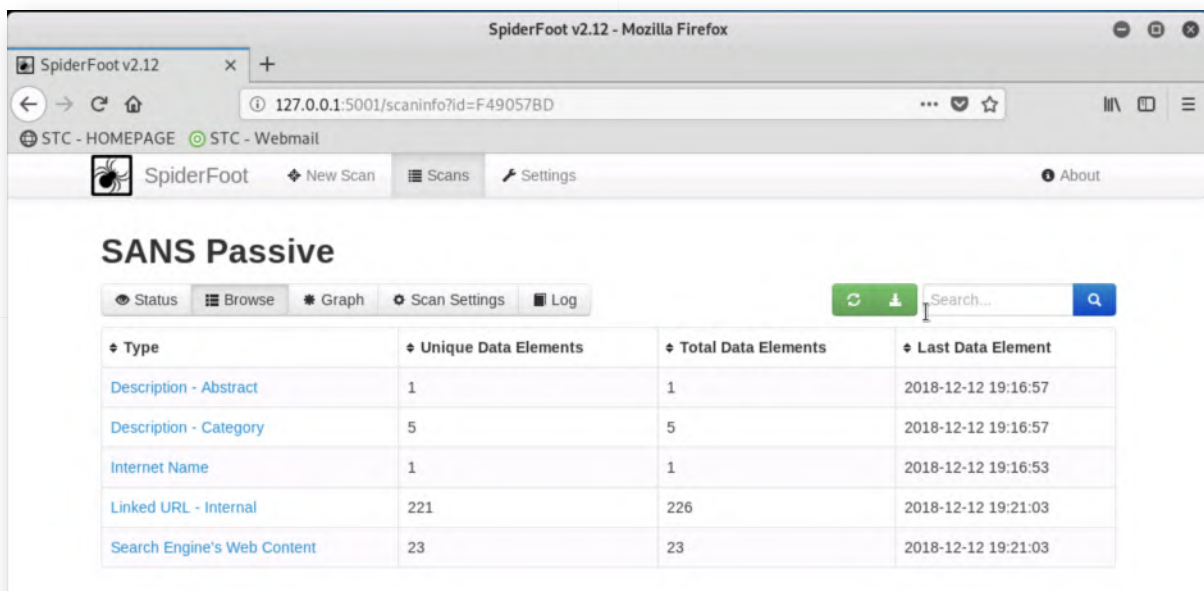 SpiderFoot v2.12 - Mozilla Firefox
SpiderFoot v2.12
127.0.0.1:5001/scaninfo?id=F49057BD
STC - HOMEPAGE STC - Webmail
SpiderFoot New Scan Scans Settings About
SANS Passive
Status Browse Graph Scan Settings Log Search...
Type Unique Data Elements Total Data Elements Last Data Element
Description - Abstract 1 1 2018-12-12 19:16:57
Description - Category 5 5 2018-12-12 19:16:57
Internet Name 1 1 2018-12-12 19:16:53
Linked URL - Internal 221 226 2018-12-12 19:21:03
Search Engine's Web Content 23 23 2018-12-12 19:21:03